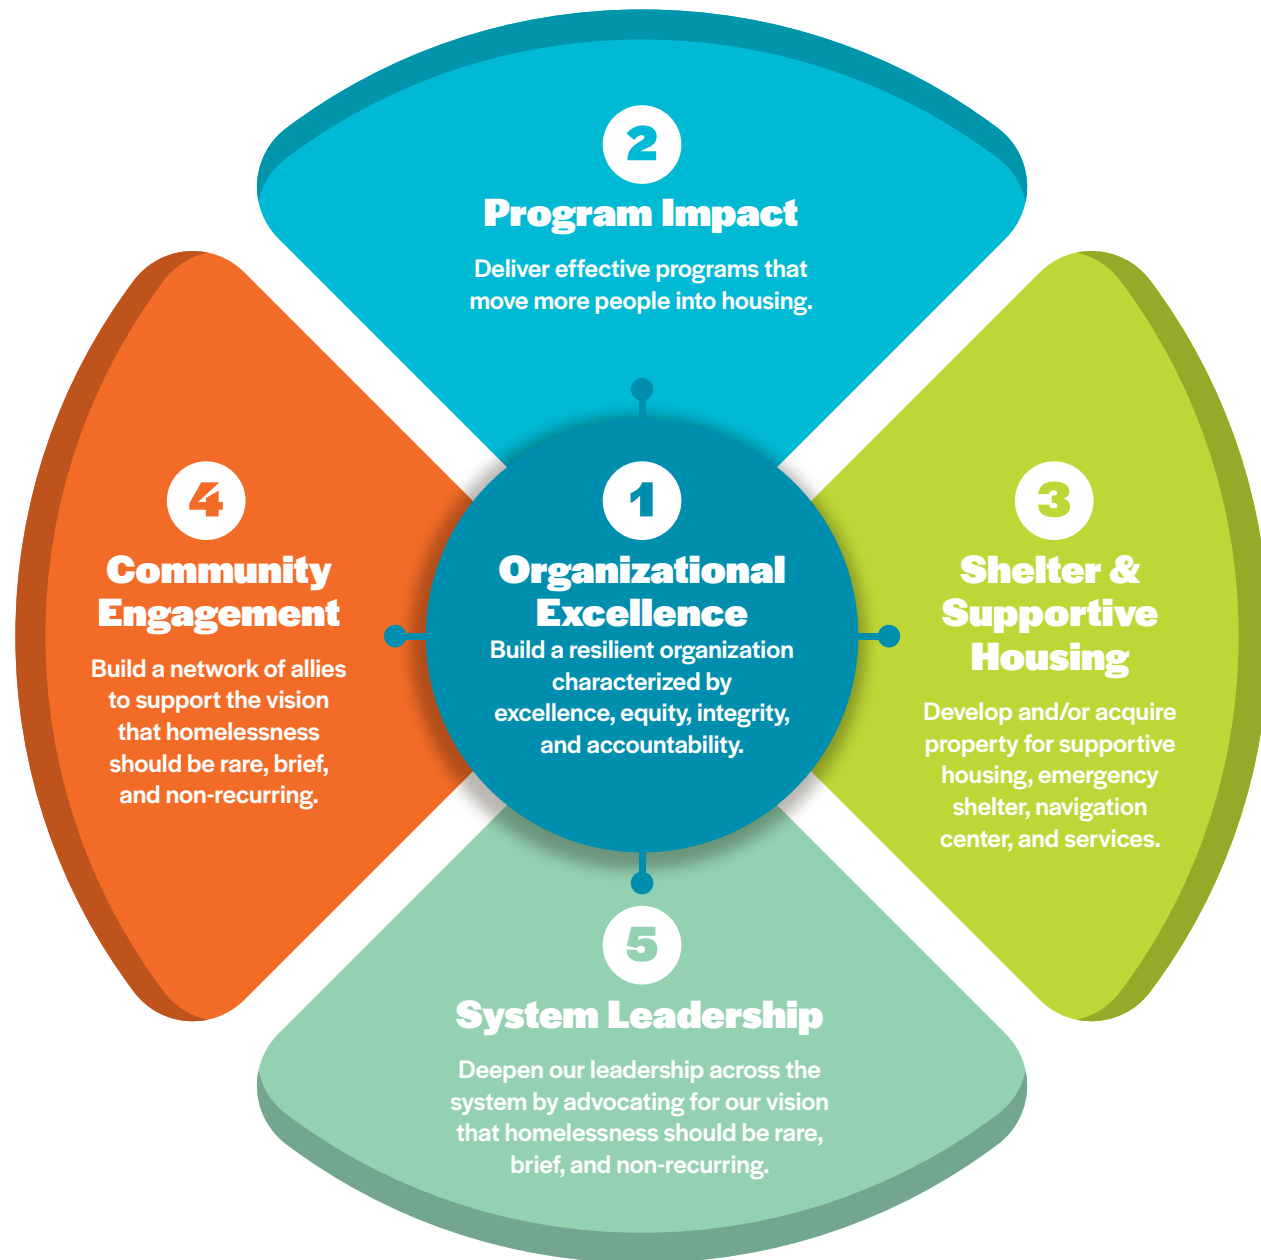 2
Program Impact
Deliver effective programs that
move more people into housing.
4
Community
Engagement
Build a network of allies
to support the vision
that homelessness
should be rare, brief,
and non-recurring.
1
Organizational
Excellence
Build a resilient organization
characterized by
excellence, equity, integrity,
and accountability.
3
Shelter &
Supportive
Housing
Develop and/or acquire
property for supportive
housing, emergency
shelter, navigation
center, and services.
5
System Leadership
Deepen our leadership across the
system by advocating for our vision
that homelessness should be rare,
brief, and non-recurring.